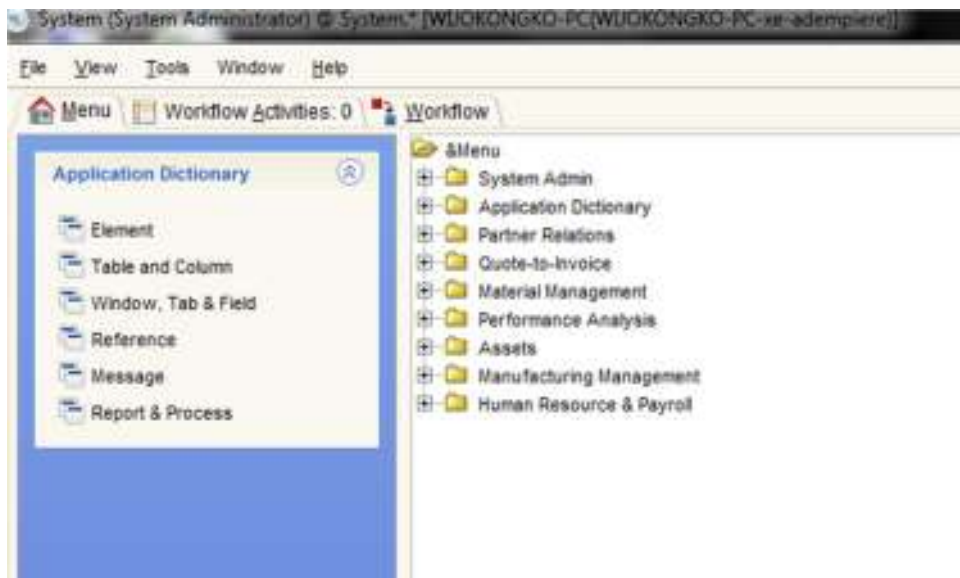 System (System Administrator) @ System.* [WIJOKONGKO-PC{WIJOKONGKO-PC-xe-adempiere}]
File View Tools Window Help
Menu Workflow Activities: 0 Workflow
Application Dictionary
Element
Table and Column
Window, Tab & Field
Reference
Message
Report & Process
&Menu
System Admin
Application Dictionary
Partner Relations
Quote-to-Invoice
Material Management
Performance Analysis
Assets
Manufacturing Management
Human Resource & Payroll